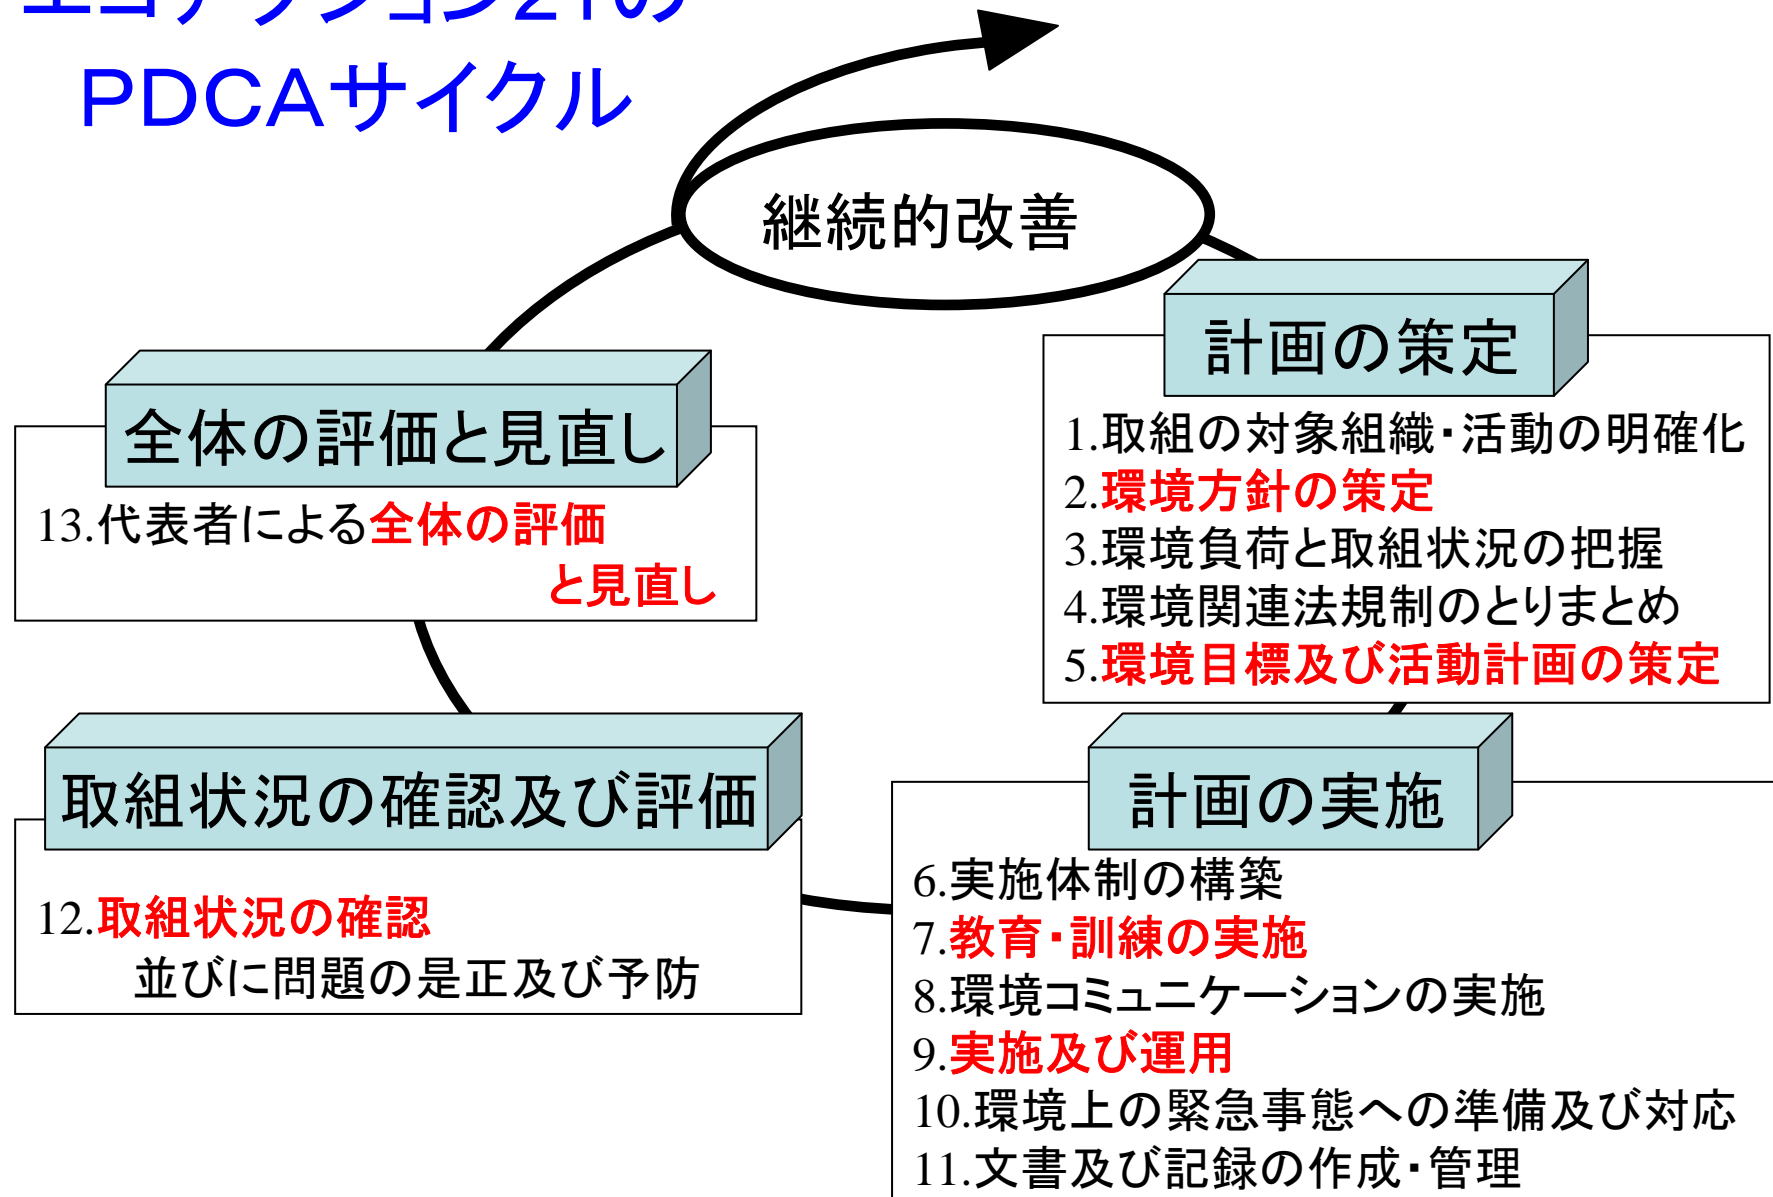 エコアクション21の
PDCAサイクル
継続的改善
計画の策定
1.取組の対象組織・活動の明確化
2.環境方針の策定
3.環境負荷と取組状況の把握
4.環境関連法規制のとりまとめ
5.環境目標及び活動計画の策定
計画の実施
6.実施体制の構築
7.教育・訓練の実施
8.環境コミュニケーションの実施
9.実施及び運用
10.環境上の緊急事態への準備及び対応
11.文書及び記録の作成・管理
取組状況の確認及び評価
12.取組状況の確認
並びに問題の是正及び予防
全体の評価と見直し
13.代表者による全体の評価
と見直し